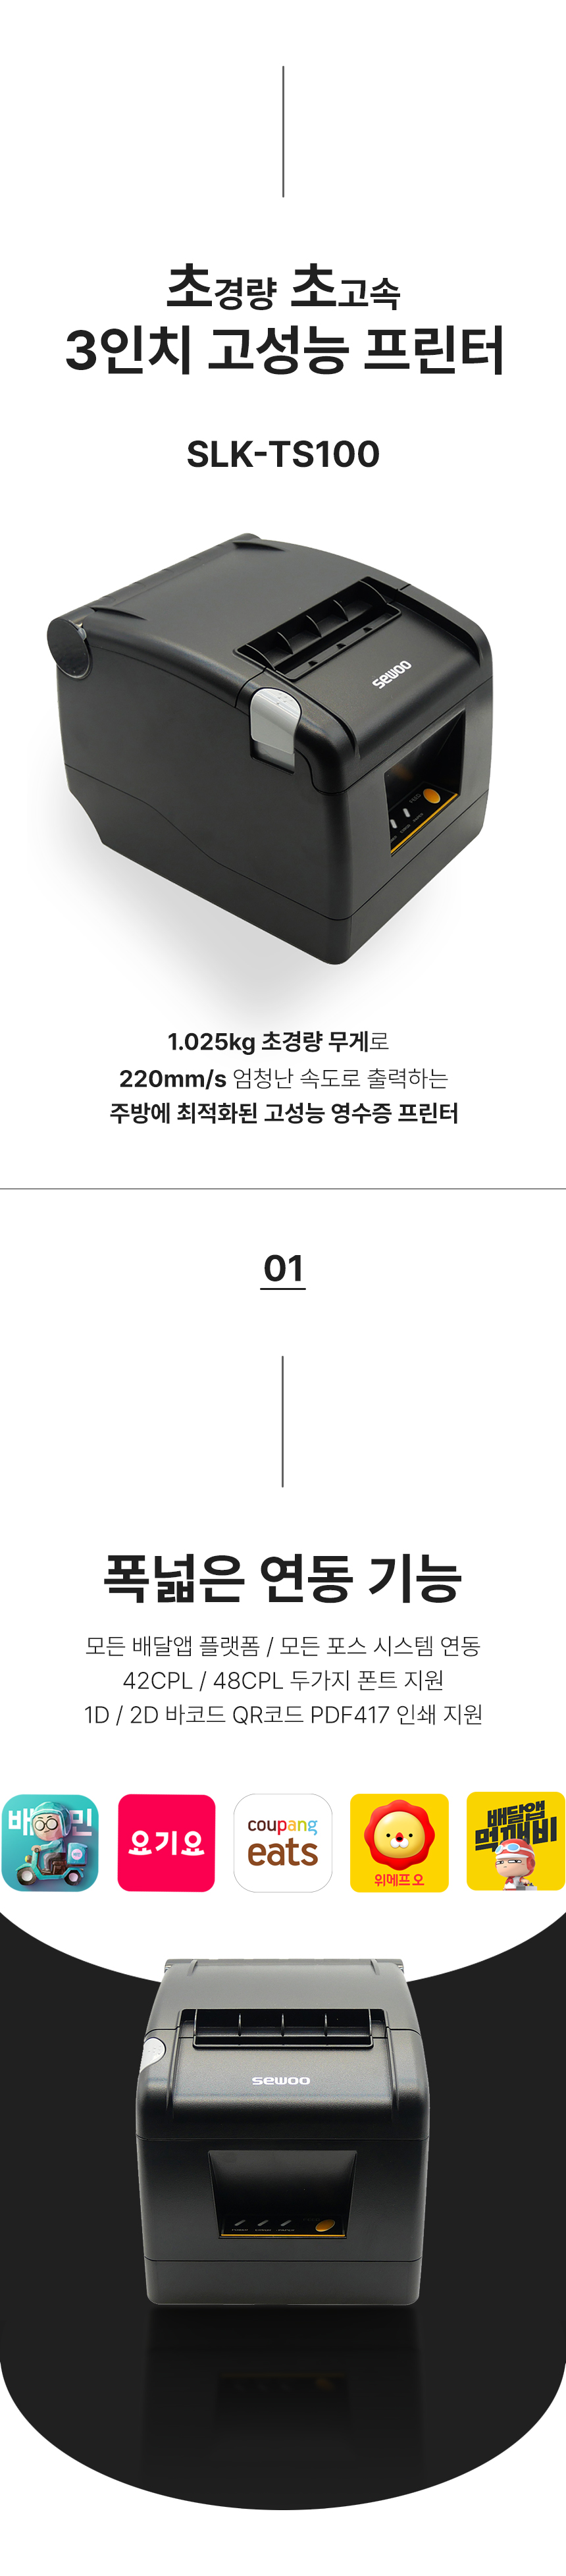 초경량 초고속
3인치 고성능 프린터
SLK-TS100
sewoo
1.025kg 초경량 무게로
220mm/s 엄청난 속도로 출력하는
주방에 최적화된 고성능 영수증 프린터
01
폭넓은 연동 기능
모든 배달앱 플랫폼 / 모든 포스 시스템 연동
42CPL / 48CPL 두가지 폰트 지원
1D / 2D 바코드 QR코드 PDF417 인쇄 지원
배 민
요기요
coupang
eats
위메프오
배달앱
먹깨비
sewoo